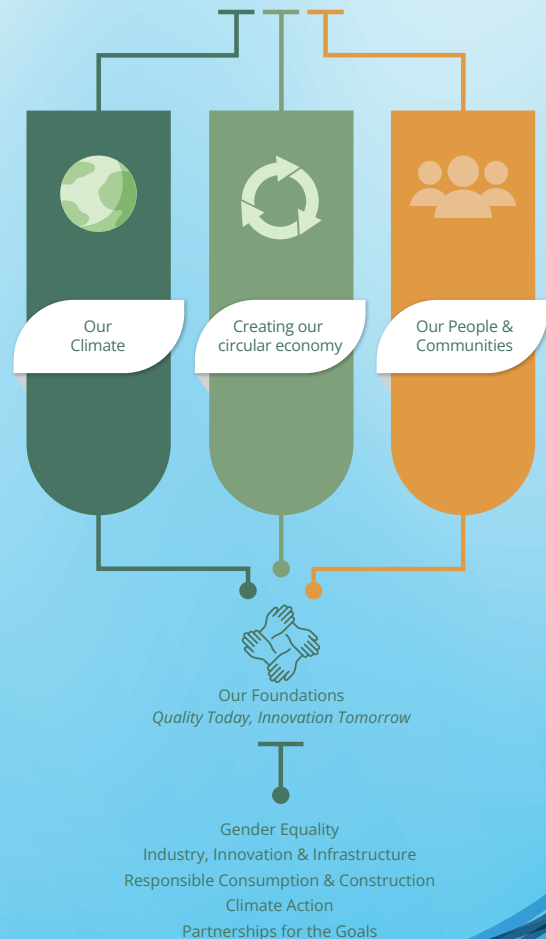 Our
Climate
Creating our
circular economy
Our People &
Communities
Our Foundations
Quality Today, Innovation Tomorrow
Gender Equality
Industry, Innovation & Infrastructure
Responsible Consumption & Construction
Climate Action
Partnerships for the Goals